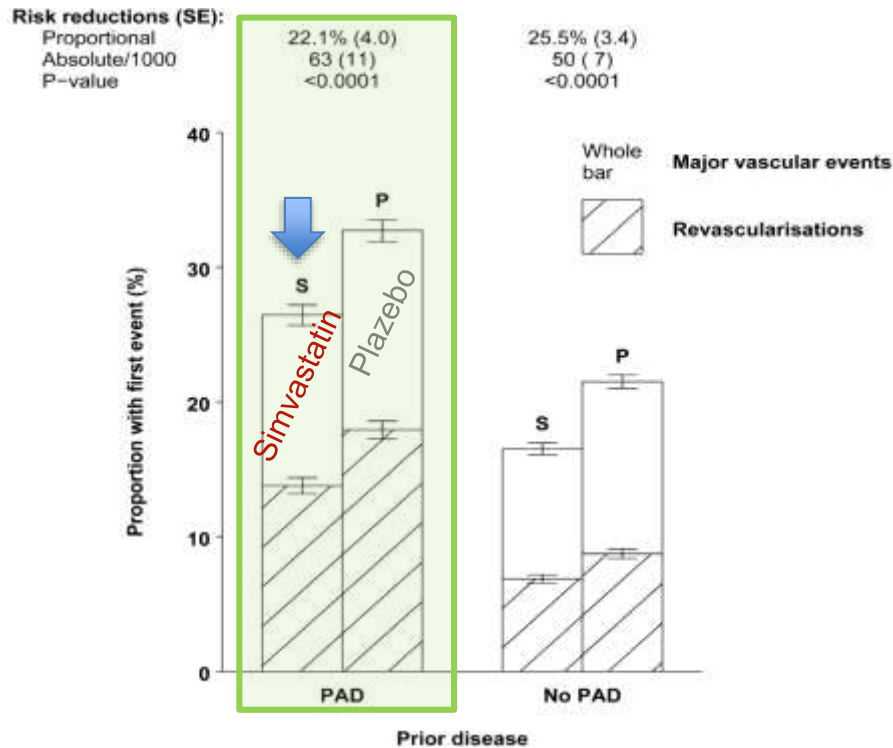 Risk reductions (SE):
Proportional 22.1% (4.0) 25.5% (3.4)
Absolute/1000 63 (11) 50 ( 7)
P−value <0.0001 <0.0001
40
30
20
10
0
Proportion with first event (%)
Whole bar
Major vascular events
Revascularisations
S
P
Simvastatin
Plazebo
S
P
PAD
No PAD
Prior disease